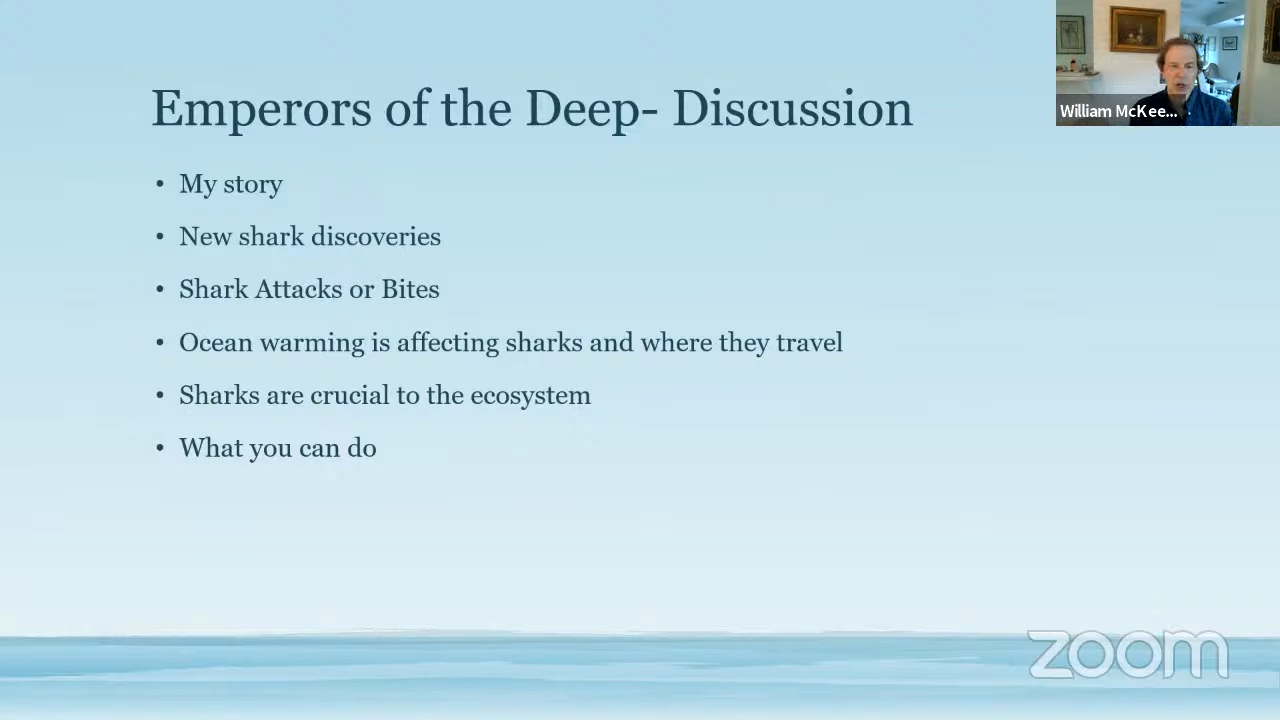 Emperors of the Deep- Discussion
William McKee...
• My story
• New shark discoveries
• Shark Attacks or Bites
• Ocean warming is affecting sharks and where they travel
• Sharks are crucial to the ecosystem
• What you can do
zoom